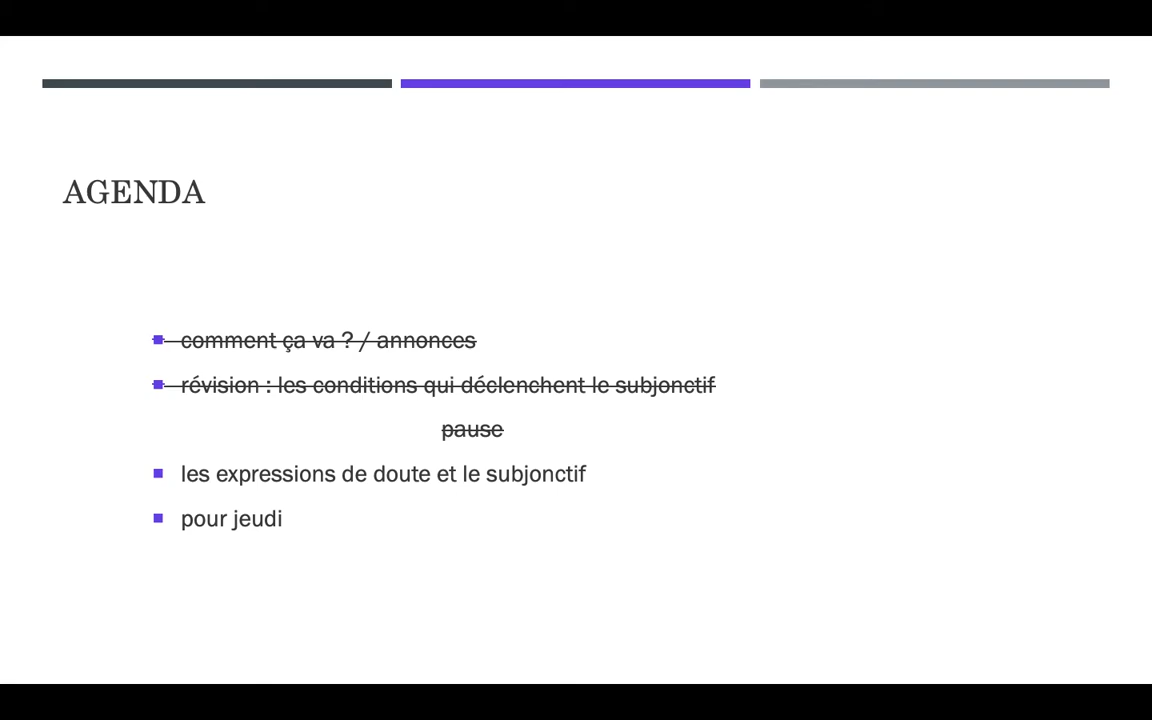 AGENDA
comment ça va ? / annonces
révision : les conditions qui déclenchent le subjonctif
pause
les expressions de doute et le subjonctif
pour jeudi